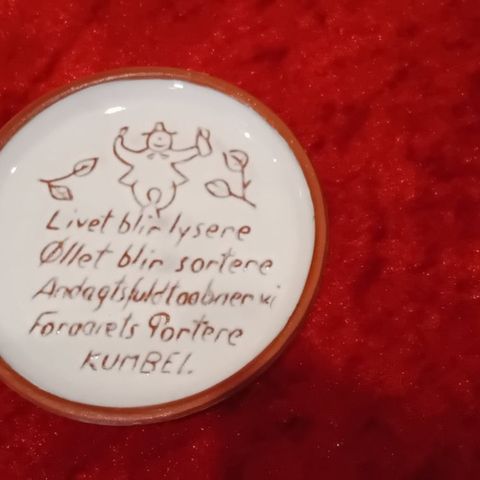 Livet blir lysere
Øllet blir sortere
Andagtsfuldt aabner vi
Foraarets Portere
KUMBEL.